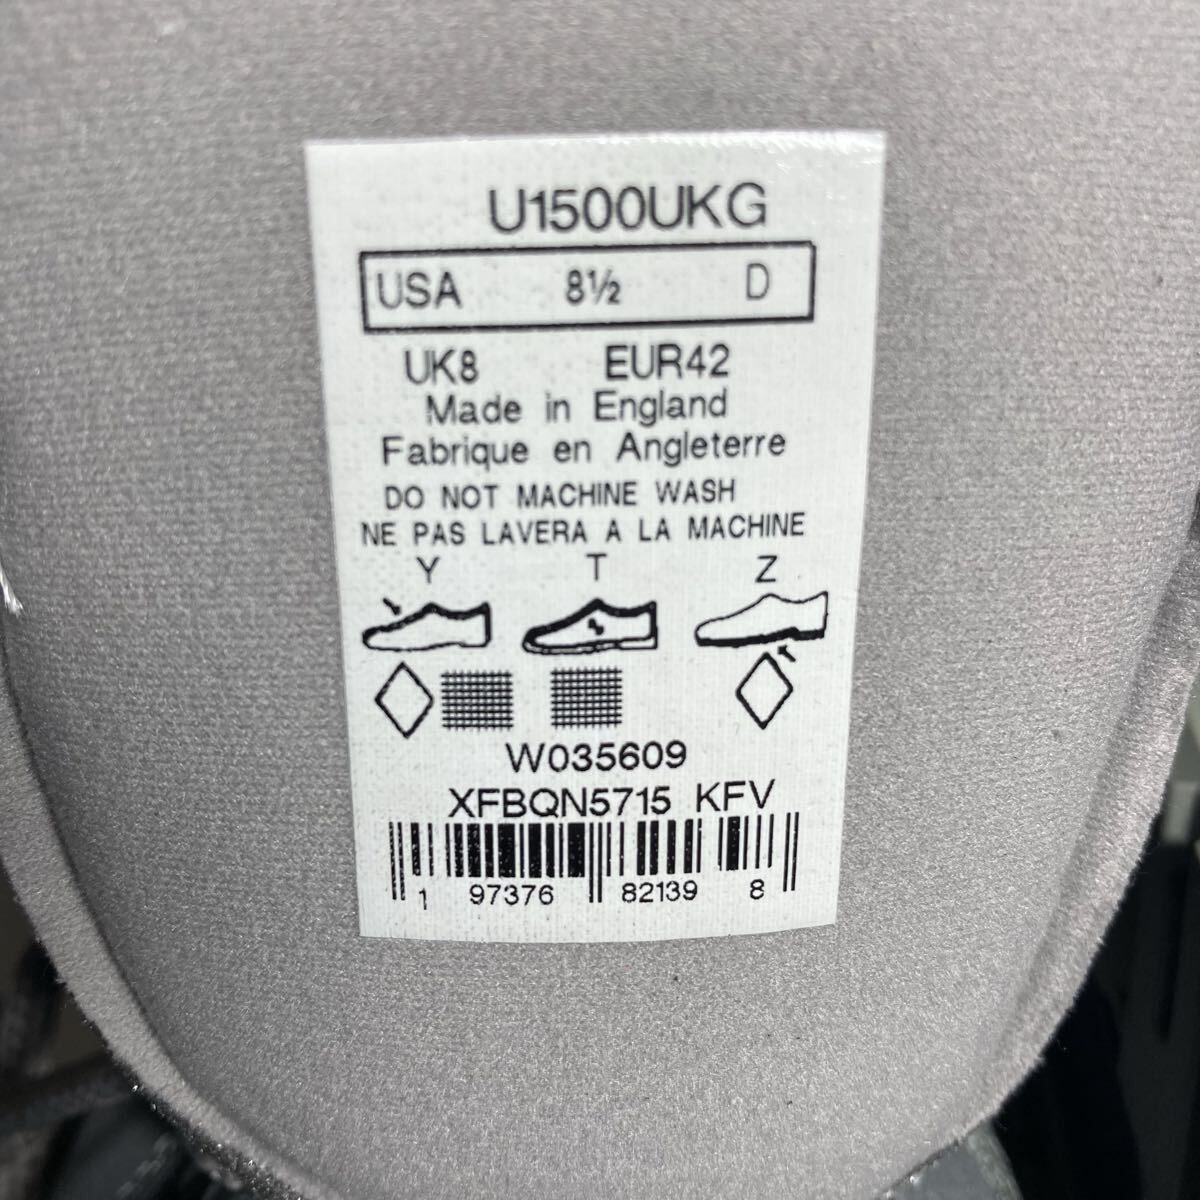 U1500UKG
USA 8½ D
UK8 EUR42
Made in England
Fabrique en Angleterre
DO NOT MACHINE WASH
NE PAS LAVERA A LA MACHINE
Y T Z
W035609
XFBQN5715 KFV
1 97376 82139 8